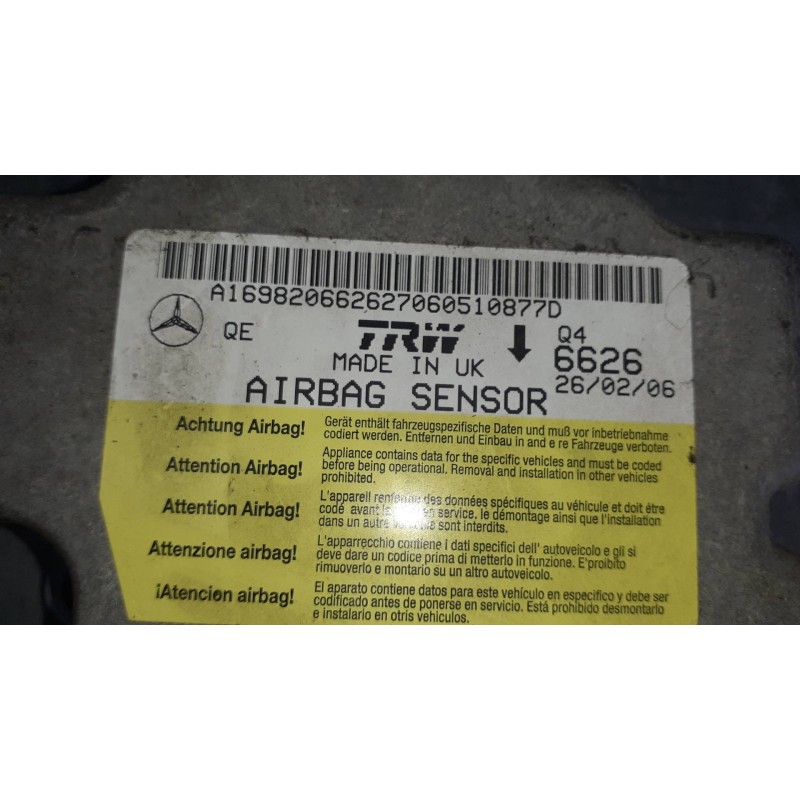 A169820662627060510877D
QE
TRW
Q4
MADE IN UK
6626
AIRBAG SENSOR
26/02/06
Achtung Airbag!
Gerät enthält fahrzeugspezifische Daten und muß vor inbetriebnahme
codiert werden. Entfernen und Einbau in and e re Fahrzeuge verboten.
Attention Airbag!
Appliance contains data for the specific vehicles and must be coded
before being operational. Removal and installation in other vehicles
prohibited.
Attention Airbag!
L'appareil des données spécifiques au véhicule et doit être
codé avant en service. le démontage ainsi que l'installation
dans un autre sont interdits.
Attenzione airbag!
L'apparrecchio contiene i dati specifici dell' autoveicolo e gli si
deve dare un codice prima di metterlo in funzione. E'proibito
rimuoverlo e montario su un altro autoveicolo.
¡Atencion airbag!
El aparato contiene datos para este vehículo en especifico y debe ser
codificado antes de ponerse en servicio. Está prohibido desmontarlo
e instalarlo en otris vehículos.